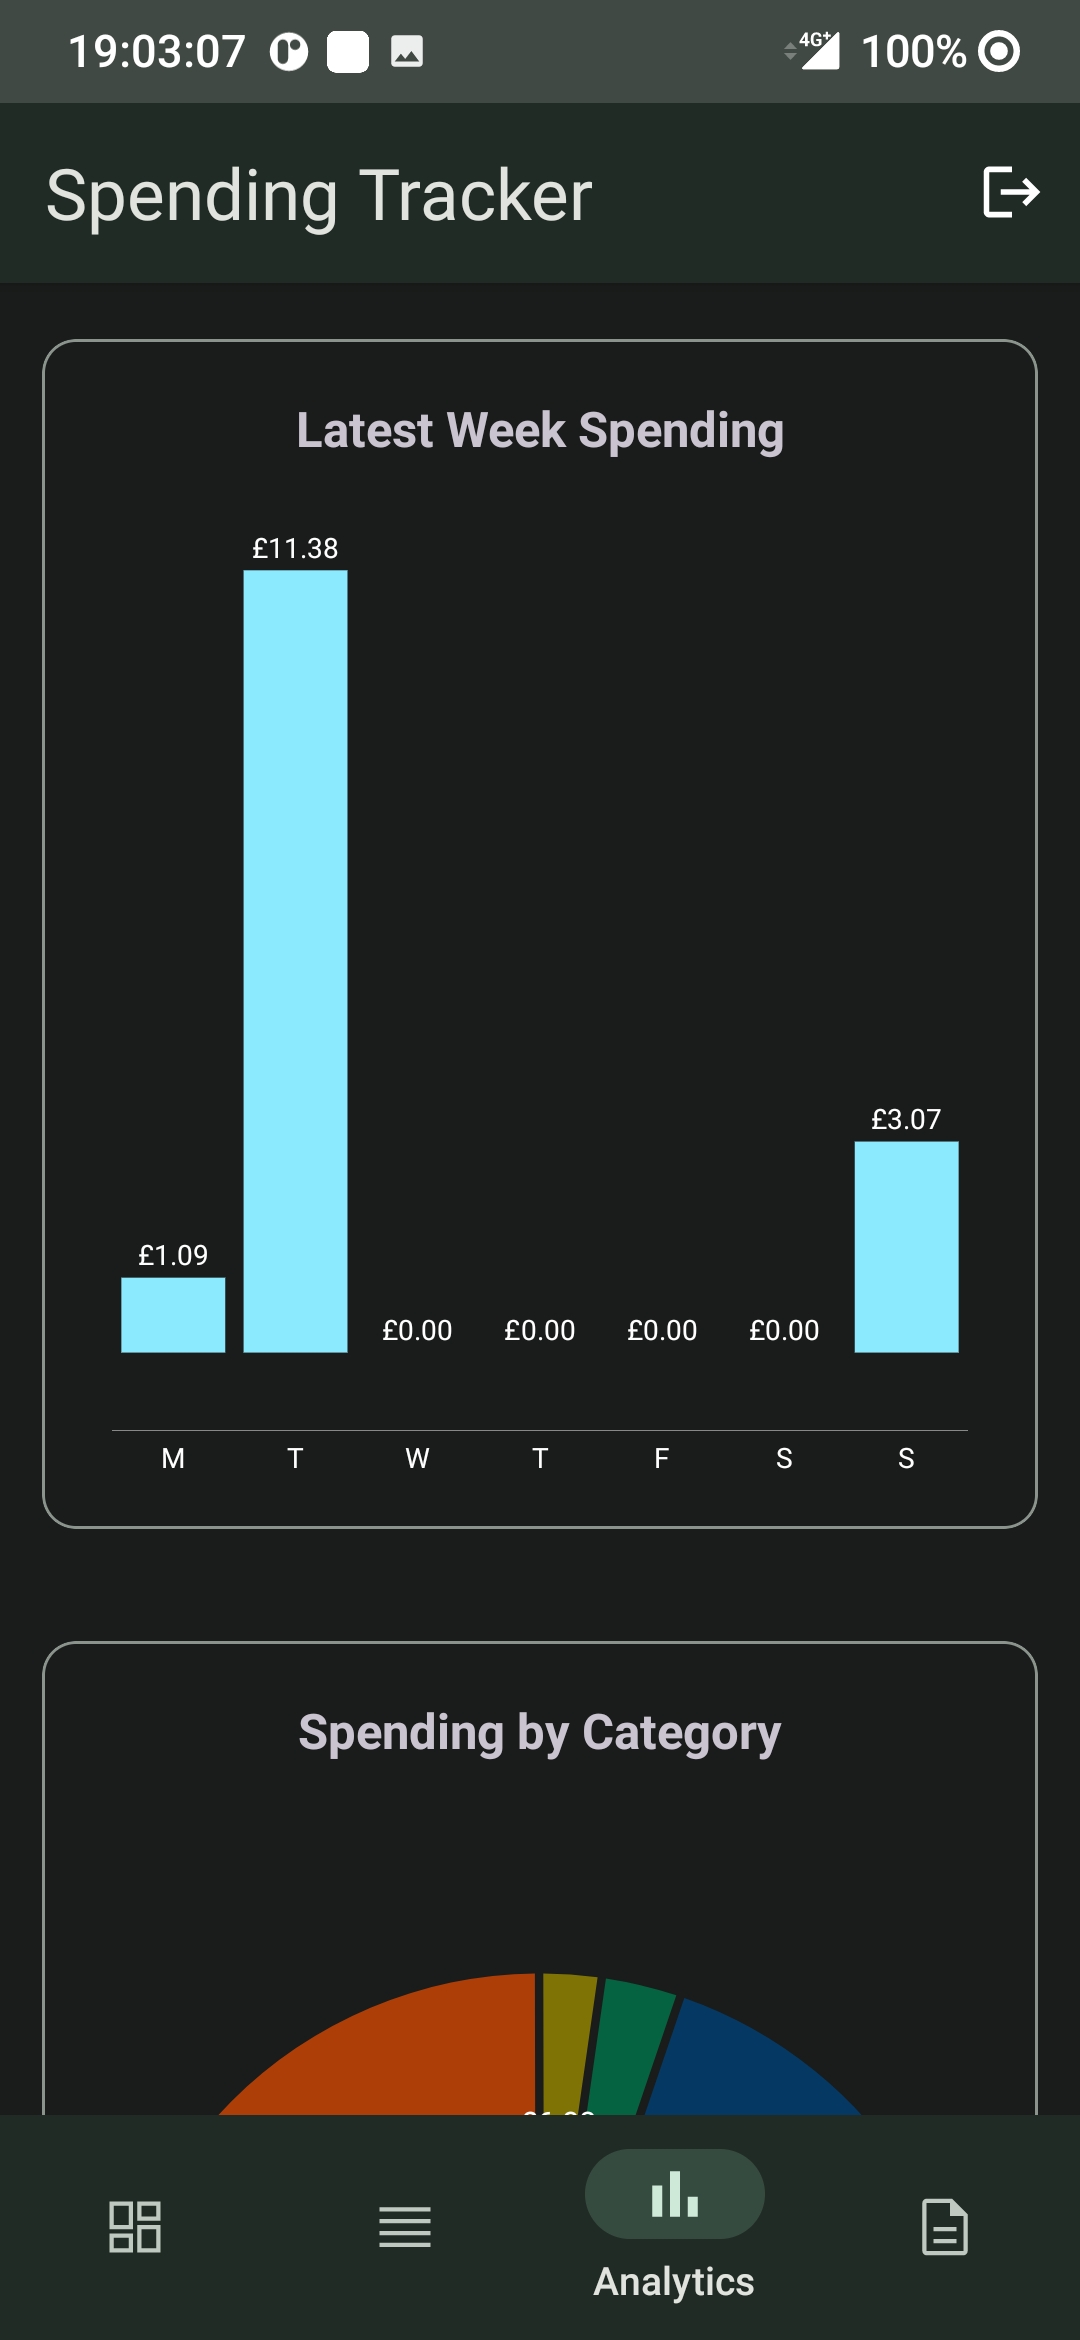 19:03:07 4G+ 100%
Spending Tracker
Latest Week Spending
£11.38
£3.07
£1.09
£0.00 £0.00 £0.00 £0.00
M T W T F S S
Spending by Category
Analytics